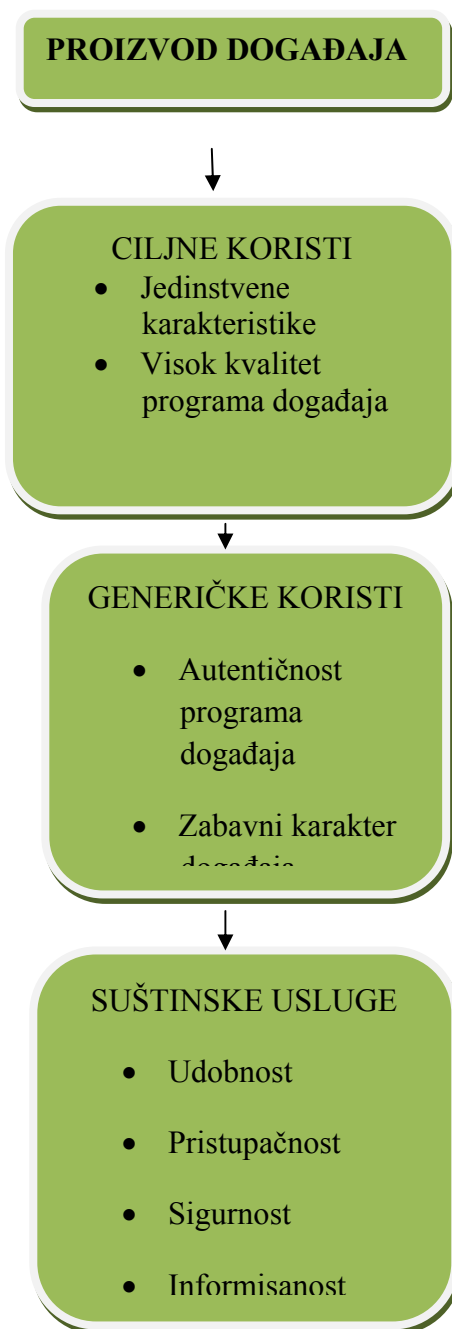 PROIZVOD DOGAĐAJA
CILJNE KORISTI
• Jedinstvene
karakteristike
• Visok kvalitet
programa događaja
GENERIČKE KORISTI
• Autentičnost
programa
događaja
• Zabavni karakter
događaja
SUŠTINSKE USLUGE
• Udobnost
• Pristupačnost
• Sigurnost
• Informisanost